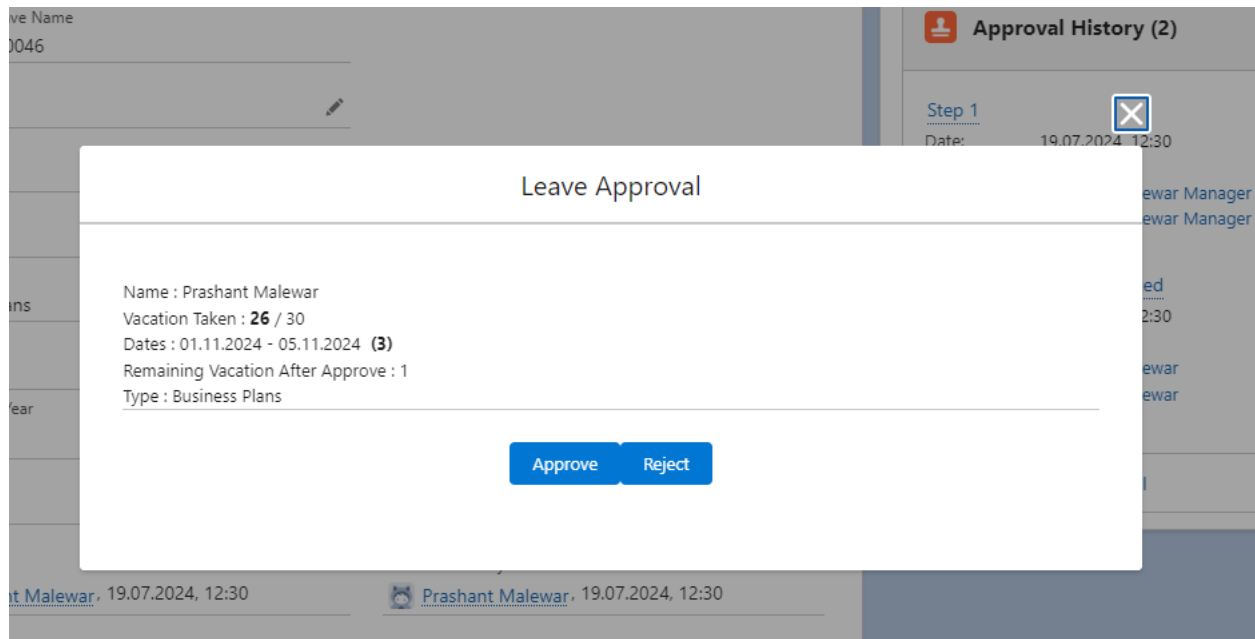 ve Name
0046
Approval History (2)
Step 1
Date: 19.07.2024, 12:30
Leave Approval
ewar Manager
ewar Manager
Name : Prashant Malewar
Vacation Taken : 26 / 30
Dates : 01.11.2024 - 05.11.2024 (3)
Remaining Vacation After Approve : 1
Type : Business Plans
ans
Year
ed
2:30
ewar
ewar
Approve
Reject
nt Malewar, 19.07.2024, 12:30
Prashant Malewar, 19.07.2024, 12:30